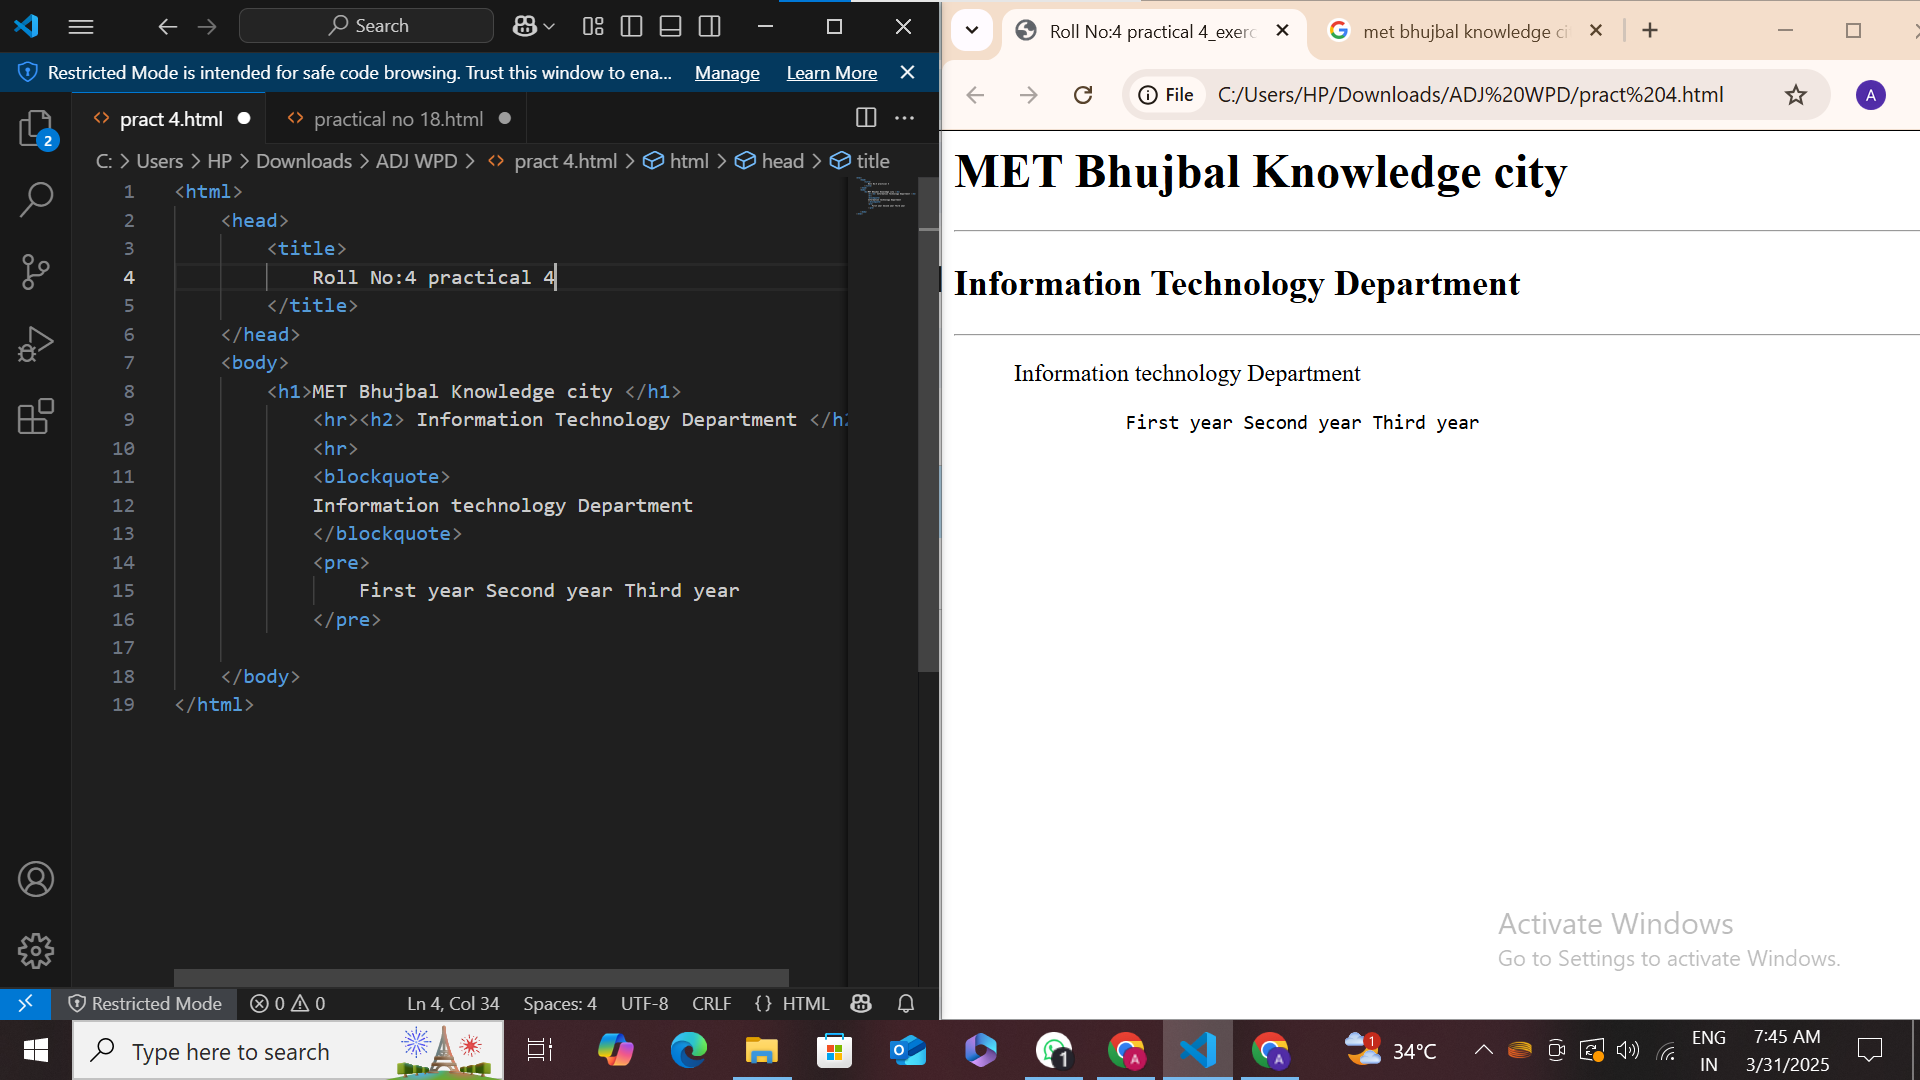 Search
Restricted Mode is intended for safe code browsing. Trust this window to ena... Manage Learn More
2
pract 4.html
practical no 18.html
C: > Users > HP > Downloads > ADJ WPD > <> pract 4.html > html > head > title
1 <html>
2 <head>
3 <title>
4 Roll No:4 practical 4
5 </title>
6 </head>
7 <body>
8 <h1>MET Bhujbal Knowledge city </h1>
9 <hr><h2> Information Technology Department </h2
10 <hr>
11 <blockquote>
12 Information technology Department
13 </blockquote>
14 <pre>
15 First year Second year Third year
16 </pre>
17
18 </body>
19 </html>
Restricted Mode 0 0 Ln 4, Col 34 Spaces: 4 UTF-8 CRLF {} HTML
Roll No:4 practical 4_exerc
met bhujbal knowledge ci
File C:/Users/HP/Downloads/ADJ%20WPD/pract%204.html
A
MET Bhujbal Knowledge city
Information Technology Department
Information technology Department
First year Second year Third year
Activate Windows
Go to Settings to activate Windows.
Type here to search
1
A
A
1
34°C
ENG
IN
7:45 AM
3/31/2025